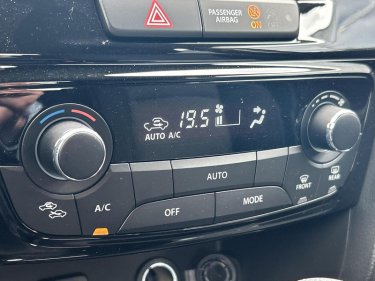 PASSENGER
AIRBAG
ON
19.5
AUTO A/C
AUTO
A/C
OFF
MODE
FRONT
REAR